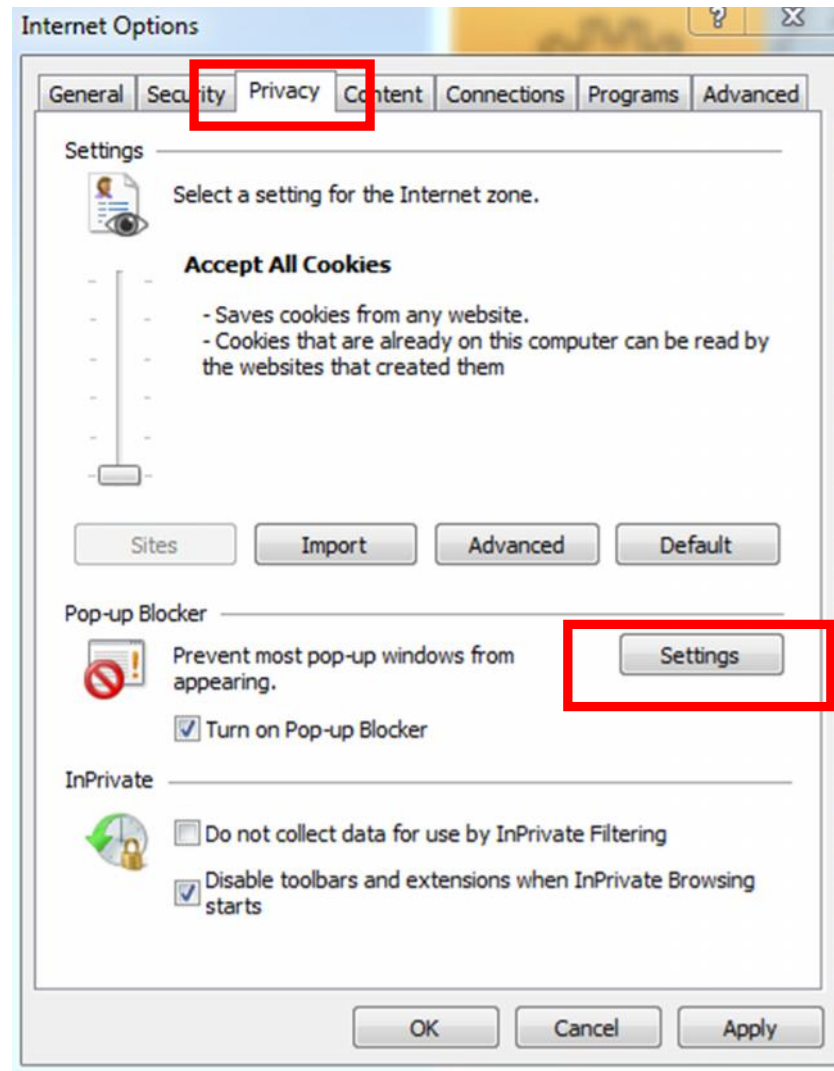 Internet Options
General Security Privacy Content Connections Programs Advanced
Settings
Select a setting for the Internet zone.
Accept All Cookies
- Saves cookies from any website.
- Cookies that are already on this computer can be read by
the websites that created them
Sites Import Advanced Default
Pop-up Blocker
Prevent most pop-up windows from
appearing.
Settings
Turn on Pop-up Blocker
InPrivate
Do not collect data for use by InPrivate Filtering
Disable toolbars and extensions when InPrivate Browsing
starts
OK Cancel Apply